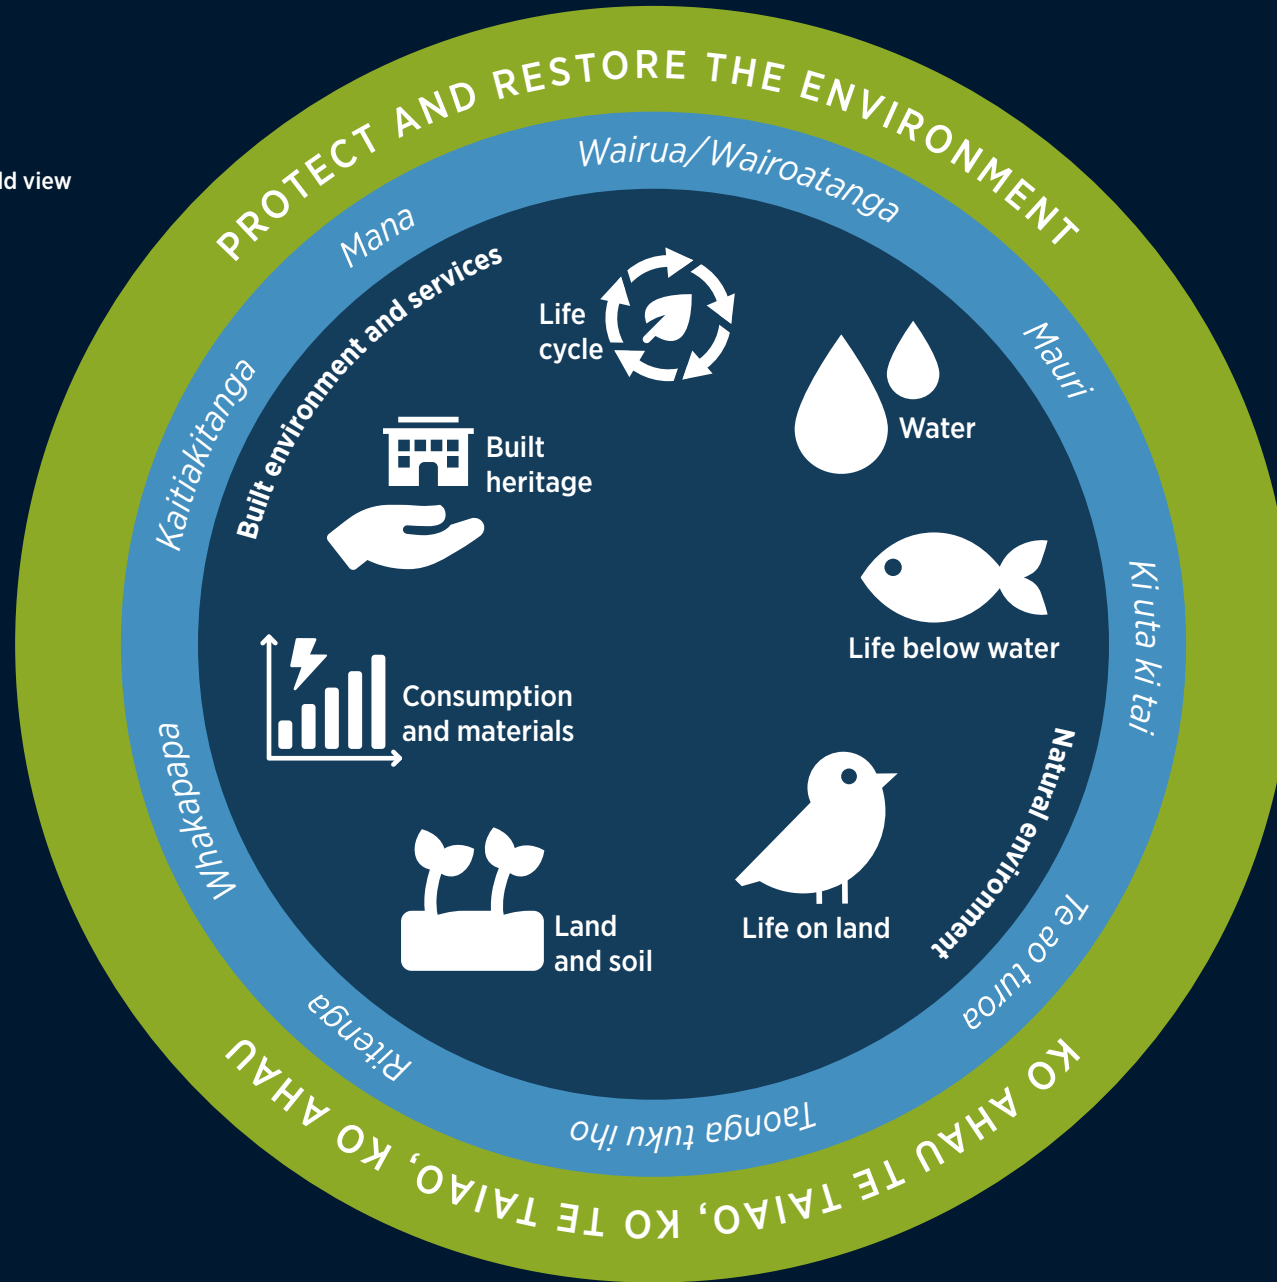 ld view
PROTECT AND RESTORE THE ENVIRONMENT
Wairua/Wairoatanga
Mauri
Ki uta ki tai
Te ao turoa
Taonga tuku iho
Ritenga
Whakapapa
Kaitiakitanga
Mana
Built environment and services
Life
cycle
Water
Built
heritage
Life below water
Consumption
and materials
Natural environment
Land
and soil
Life on land
KO AHAU TE TAIAO, KO TE TAIAO, KO AHAU